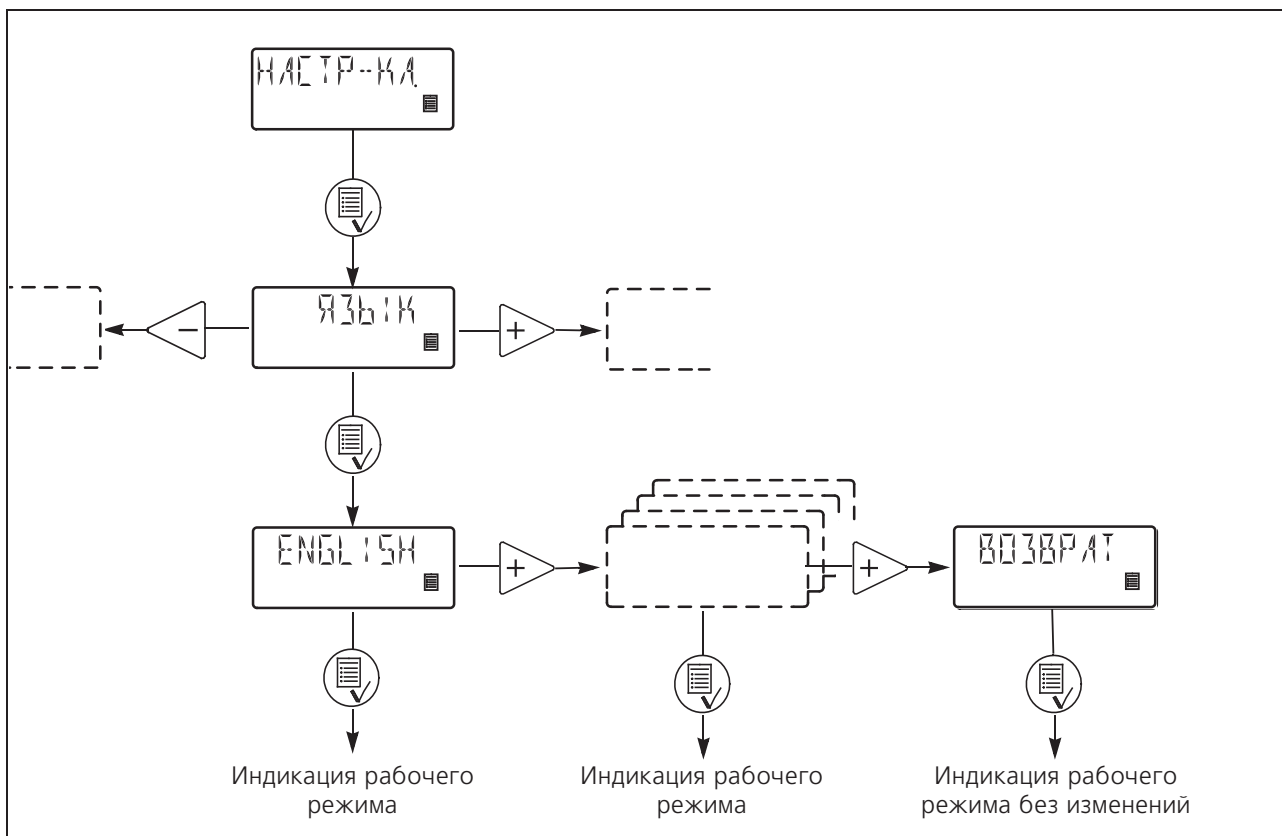 НАСТР-КА.
ЯЗЫК
−
+
ENGLISH
+
+
ВОЗВРАТ
Индикация рабочего
режима
Индикация рабочего
режима
Индикация рабочего
режима без изменений